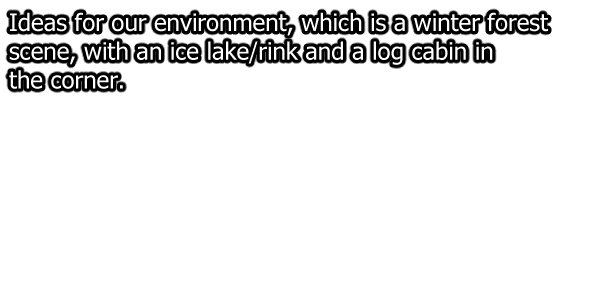 Ideas for our environment, which is a winter forest
scene, with an ice lake/rink and a log cabin in
the corner.